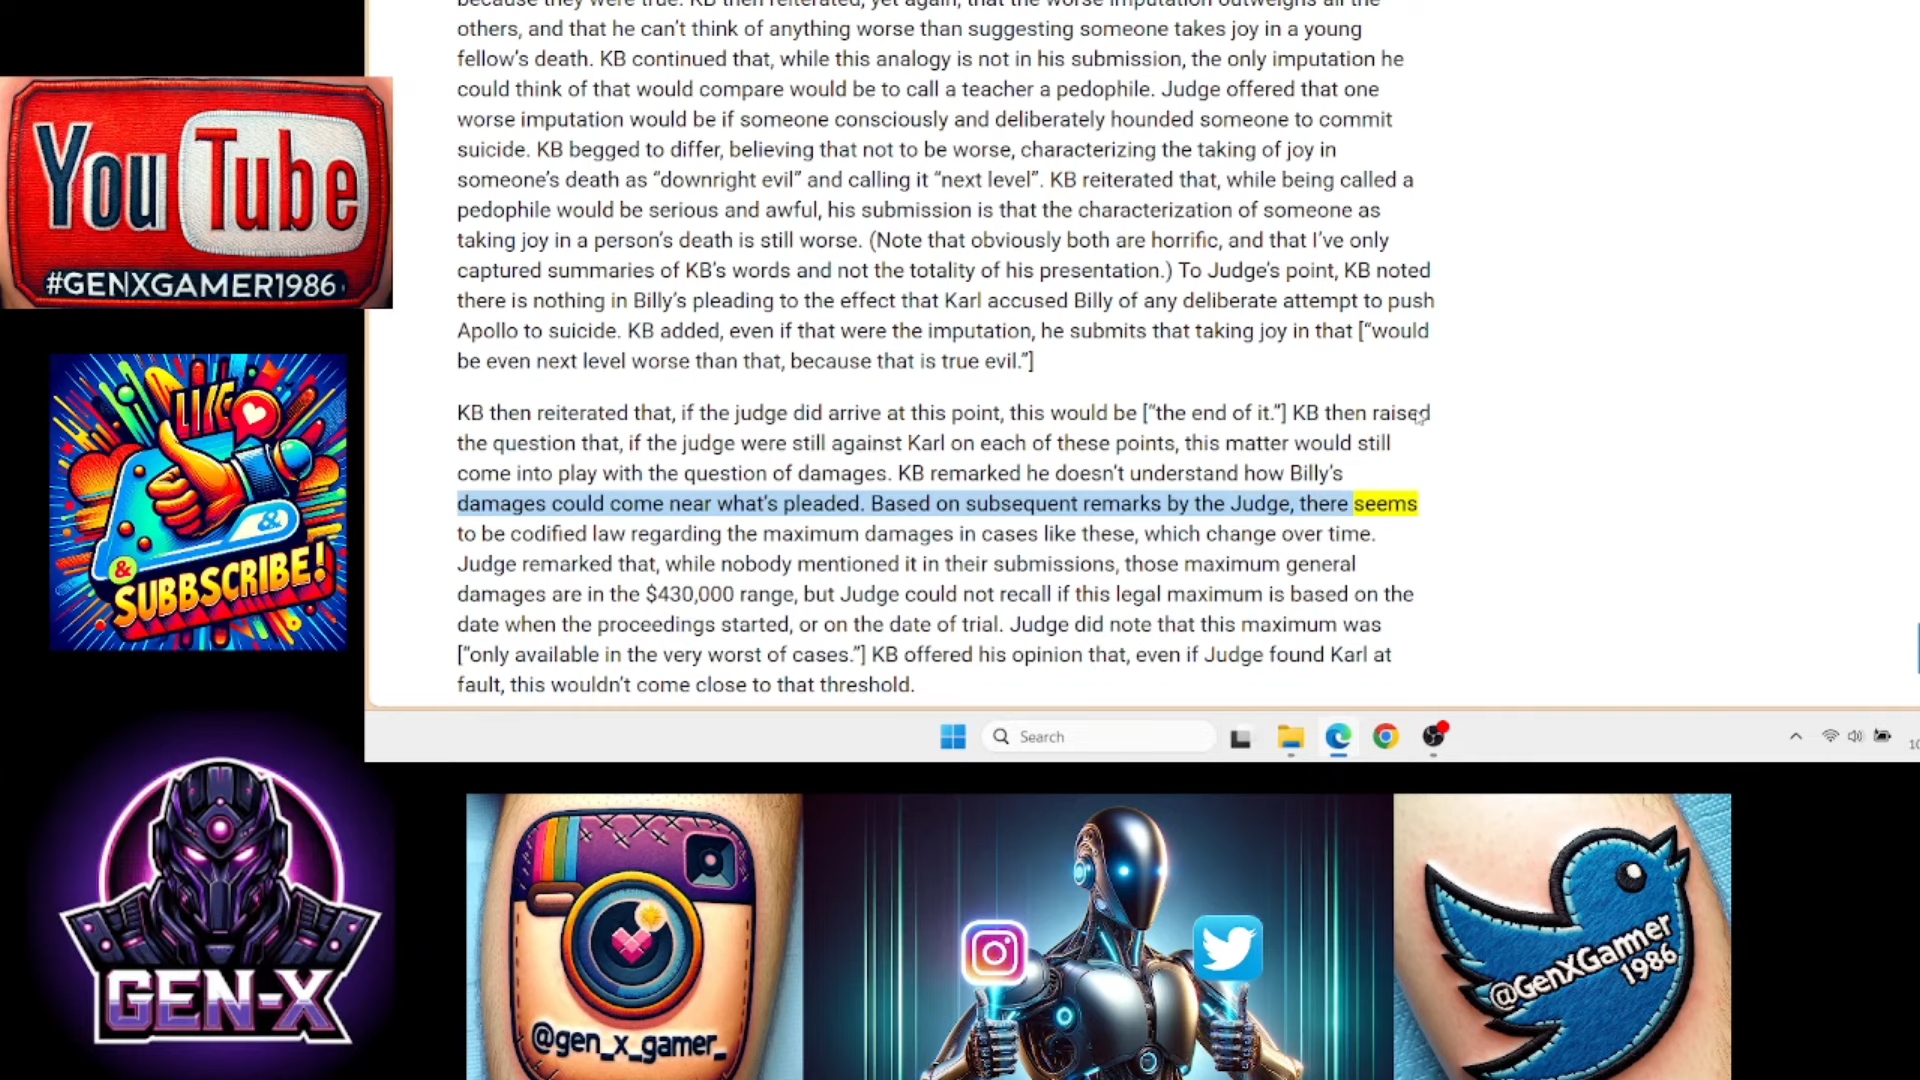 because they were true. KB then reiterated, yet again, that the worse imputation outweighs all the
others, and that he can't think of anything worse than suggesting someone takes joy in a young
fellow's death. KB continued that, while this analogy is not in his submission, the only imputation he
could think of that would compare would be to call a teacher a pedophile. Judge offered that one
worse imputation would be if someone consciously and deliberately hounded someone to commit
suicide. KB begged to differ, believing that not to be worse, characterizing the taking of joy in
someone's death as “downright evil” and calling it “next level”. KB reiterated that, while being called a
pedophile would be serious and awful, his submission is that the characterization of someone as
taking joy in a person's death is still worse. (Note that obviously both are horrific, and that I've only
captured summaries of KB's words and not the totality of his presentation.) To Judge's point, KB noted
there is nothing in Billy's pleading to the effect that Karl accused Billy of any deliberate attempt to push
Apollo to suicide. KB added, even if that were the imputation, he submits that taking joy in that [“would
be even next level worse than that, because that is true evil.”]
KB then reiterated that, if the judge did arrive at this point, this would be [“the end of it.”] KB then raised
the question that, if the judge were still against Karl on each of these points, this matter would still
come into play with the question of damages. KB remarked he doesn't understand how Billy's
damages could come near what's pleaded. Based on subsequent remarks by the Judge, there seems
to be codified law regarding the maximum damages in cases like these, which change over time.
Judge remarked that, while nobody mentioned it in their submissions, those maximum general
damages are in the $430,000 range, but Judge could not recall if this legal maximum is based on the
date when the proceedings started, or on the date of trial. Judge did note that this maximum was
[“only available in the very worst of cases.”] KB offered his opinion that, even if Judge found Karl at
fault, this wouldn't come close to that threshold.
Search
10
YouTube
#GENXGAMER1986
LIKE
&
&
SUBBSCRIBE!
GEN-X
@gen_x_gamer_
@GenXGamer
1986